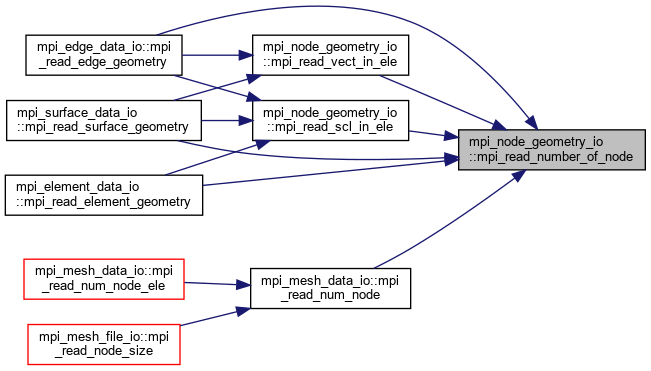 mpi_edge_data_io::mpi
_read_edge_geometry
mpi_node_geometry_io
::mpi_read_vect_in_ele
mpi_surface_data_io
::mpi_read_surface_geometry
mpi_node_geometry_io
::mpi_read_scl_in_ele
mpi_node_geometry_io
::mpi_read_number_of_node
mpi_element_data_io
::mpi_read_element_geometry
mpi_mesh_data_io::mpi
_read_num_node_ele
mpi_mesh_data_io::mpi
_read_num_node
mpi_mesh_file_io::mpi
_read_node_size